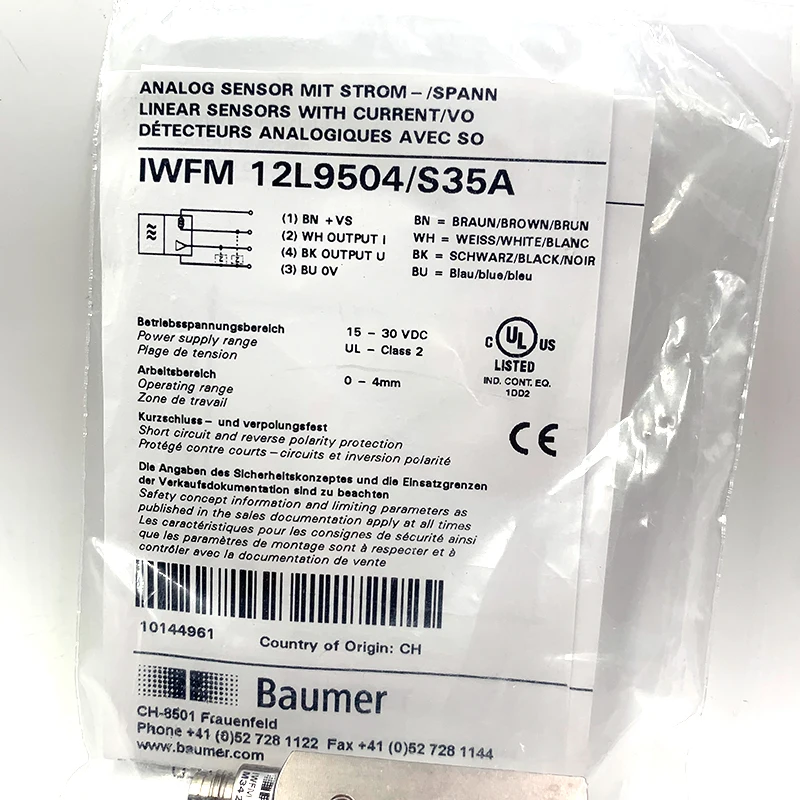 ANALOG SENSOR MIT STROM-/SPANN
LINEAR SENSORS WITH CURRENT/VO
DÉTECTEURS ANALOGIQUES AVEC SO
IWFM 12L9504/S35A
(1) BN +VS BN = BRAUN/BROWN/BRUN
(2) WH OUTPUT I WH = WEISS/WHITE/BLANC
(4) BK OUTPUT U BK = SCHWARZ/BLACK/NOIR
(3) BU 0V BU = Blau/blue/bleu
Betriebsspannungsbereich 15 - 30 VDC
Power supply range UL - Class 2
Plage de tension
Arbeitsbereich
Operating range 0 - 4mm
Zone de travail
C UL US
LISTED
IND. CONT. EQ.
1DD2
Kurzschluss- und verpolungsfest
Short circuit and reverse polarity protection
Protégé contre courts-circuits et inversion polarité
CE
Die Angaben des Sicherheitskonzeptes und die Einsatzgrenzen
der Verkaufsdokumentation sind zu beachten
Safety concept information and limiting parameters as
published in the sales documentation apply at all times
Les caractéristiques pour les consignes de sécurité ainsi
que les paramètres de montage sont à respecter et à
contrôler avec la documentation de vente
10144961
Country of Origin: CH
Baumer
CH-8501 Frauenfeld
Phone +41 (0)52 728 1122 Fax +41 (0)52 728 1144
www.baumer.com
IWFM